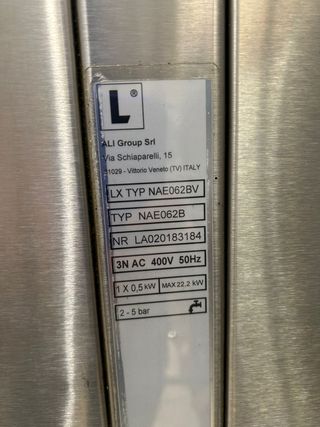 L®
ALI Group Srl
Via Schiaparelli, 15
31029 - Vittorio Veneto (TV) ITALY
LX TYP NAE062BV
TYP NAE062B
NR LA020183184
3N AC 400V 50Hz
1 X 0,5 kW MAX 22.2 kW
2 - 5 bar